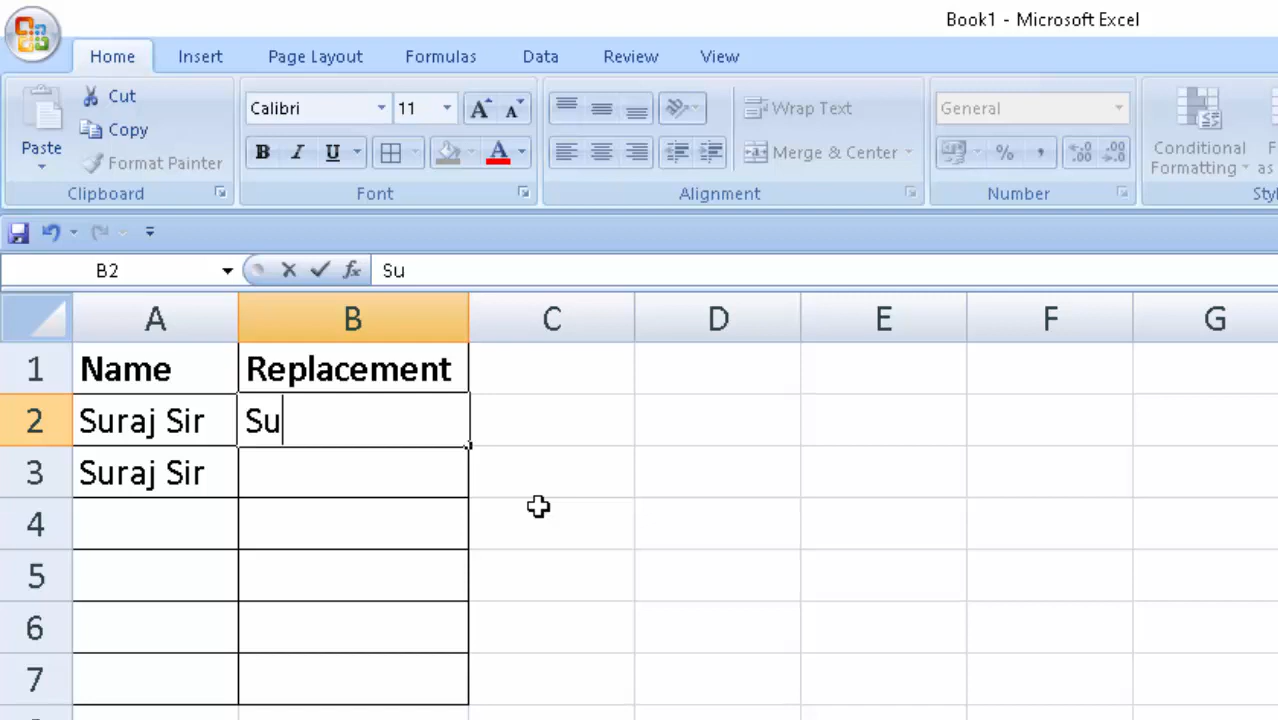 Book1 - Microsoft Excel
Home Insert Page Layout Formulas Data Review View
Paste
Cut
Copy
Format Painter
Clipboard
Calibri 11
B I U
Font
Wrap Text
Merge & Center
Alignment
General
% ,
Number
Conditional
Formatting
B2 fx Su
A B C D E F G
1 Name Replacement
2 Suraj Sir Su
3 Suraj Sir
4
5
6
7